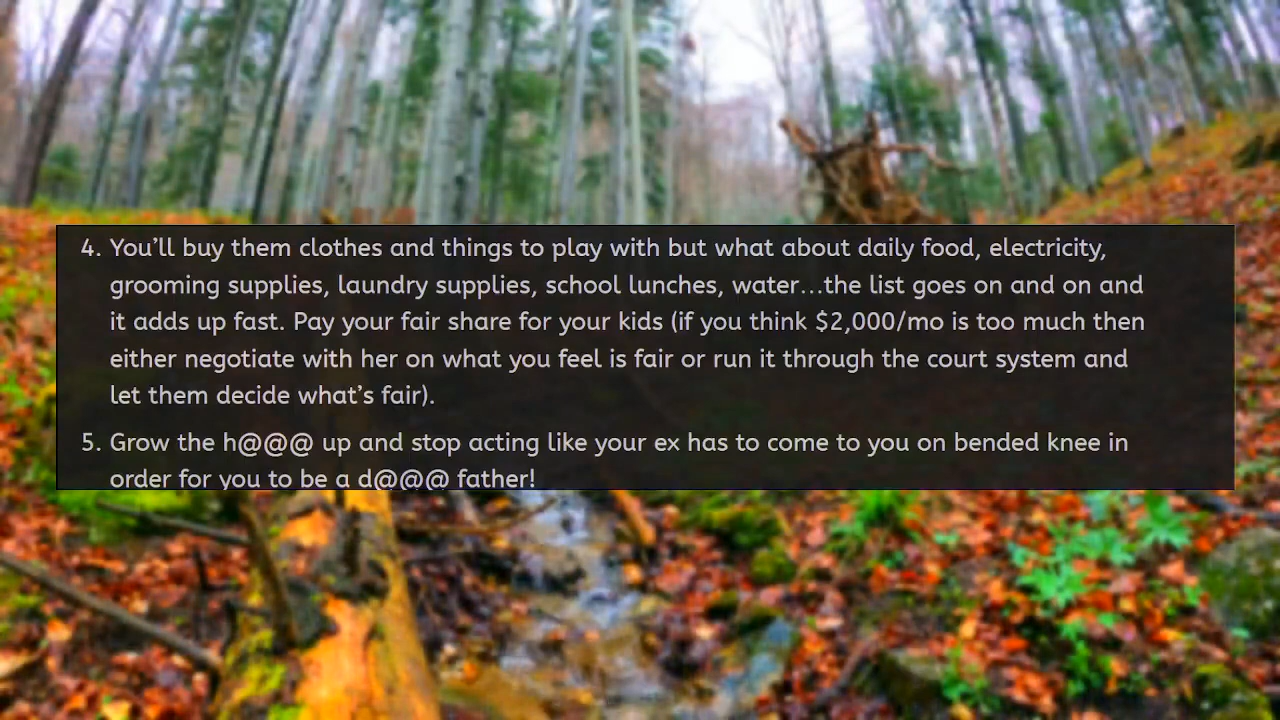 4. You’ll buy them clothes and things to play with but what about daily food, electricity,
grooming supplies, laundry supplies, school lunches, water...the list goes on and on and
it adds up fast. Pay your fair share for your kids (if you think $2,000/mo is too much then
either negotiate with her on what you feel is fair or run it through the court system and
let them decide what’s fair).
5. Grow the h@@@ up and stop acting like your ex has to come to you on bended knee in
order for you to be a d@@@ father!